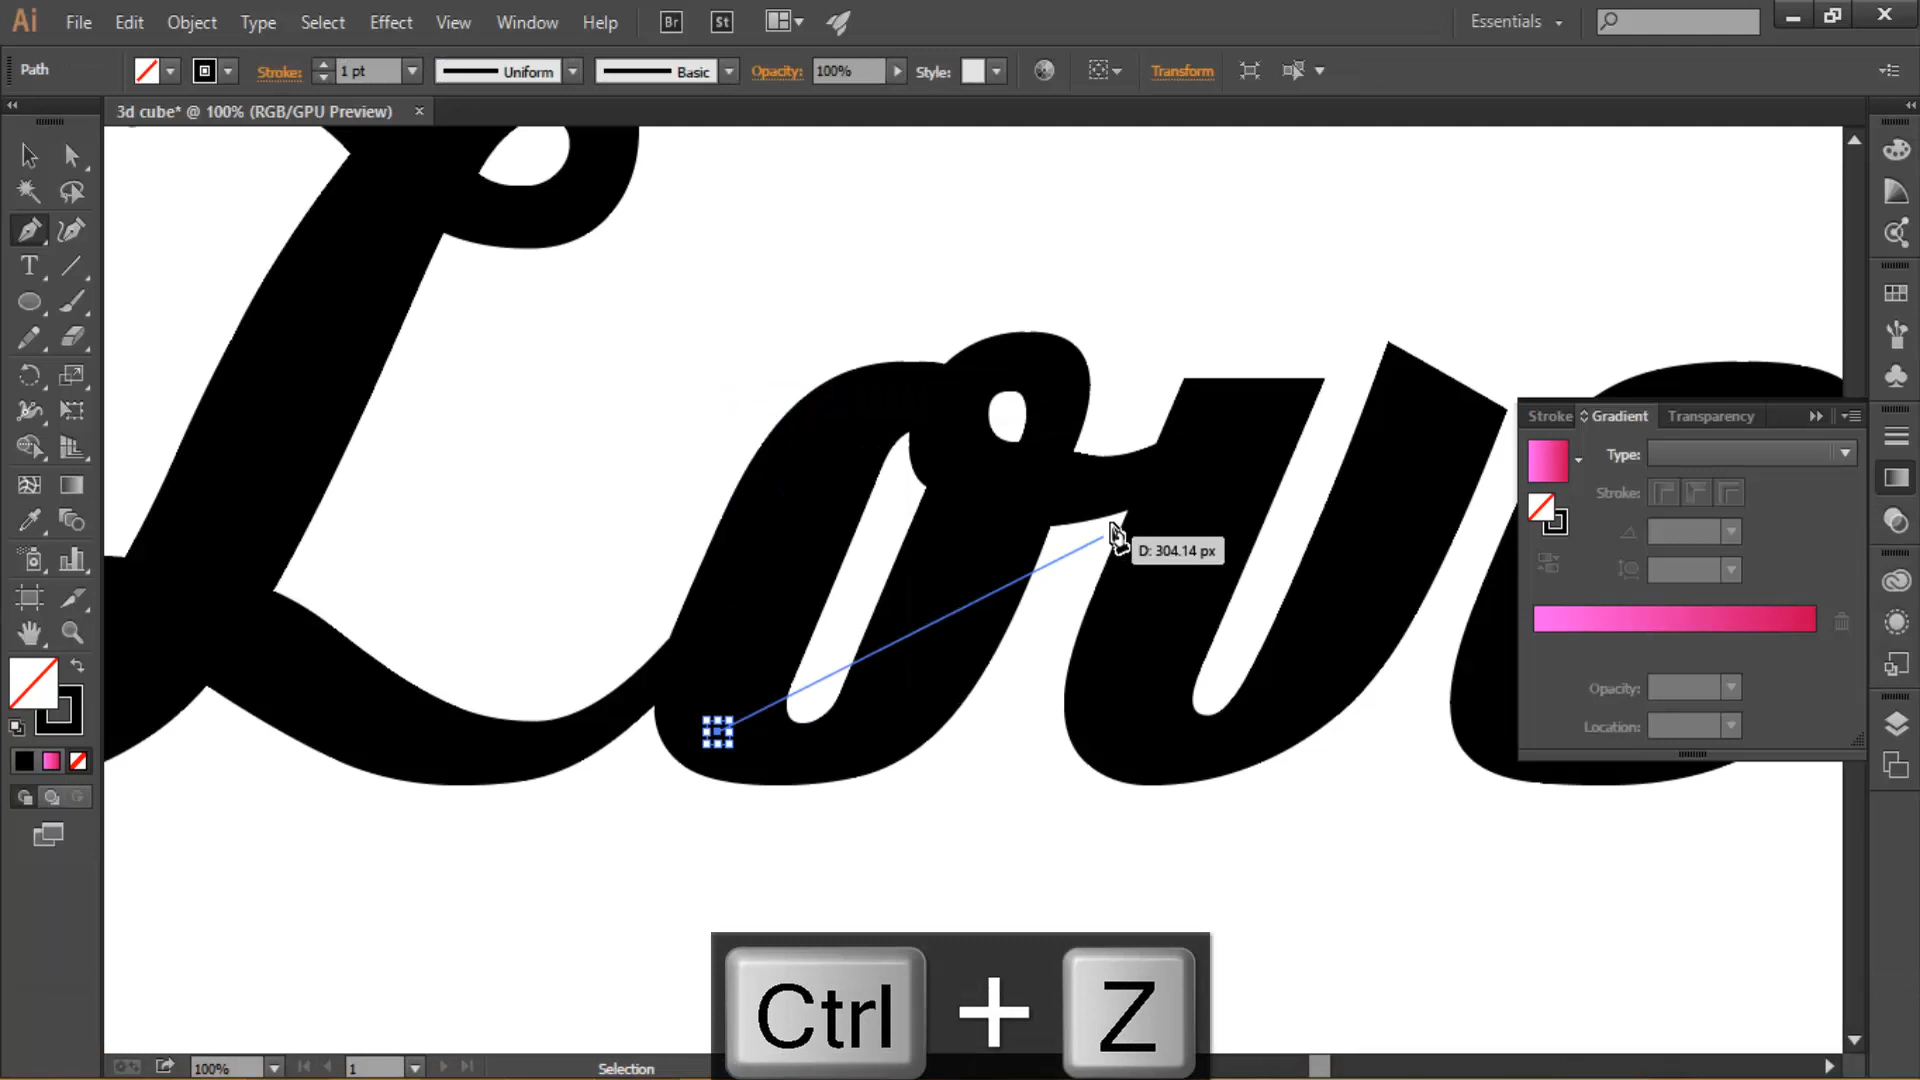 Ai File Edit Object Type Select Effect View Window Help Br St Essentials
Path Stroke: 1 pt Uniform Basic Opacity: 100% Style: Transform
3d cube* @ 100% (RGB/GPU Preview) ×
Love
D: 304.14 px
Stroke Gradient Transparency
Type:
Stroke:
Opacity:
Location:
Ctrl + Z
100% 1 Selection